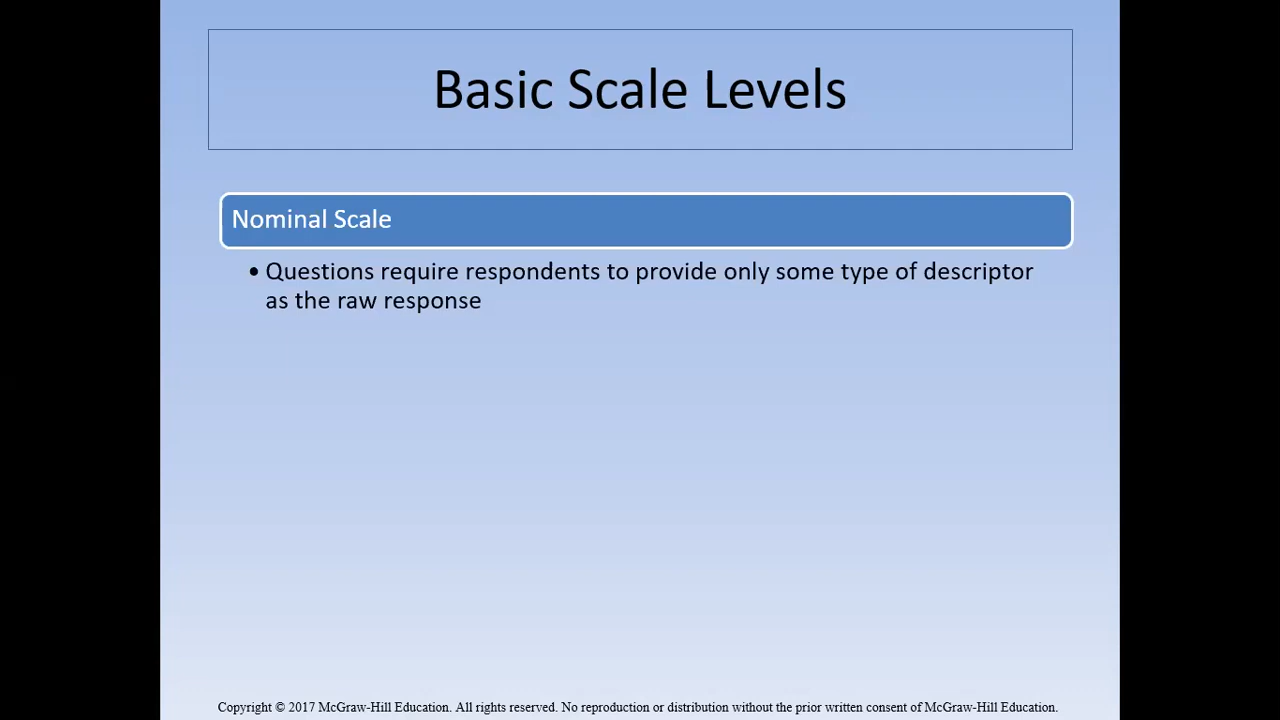 Basic Scale Levels
Nominal Scale
• Questions require respondents to provide only some type of descriptor
as the raw response
Copyright © 2017 McGraw-Hill Education. All rights reserved. No reproduction or distribution without the prior written consent of McGraw-Hill Education.